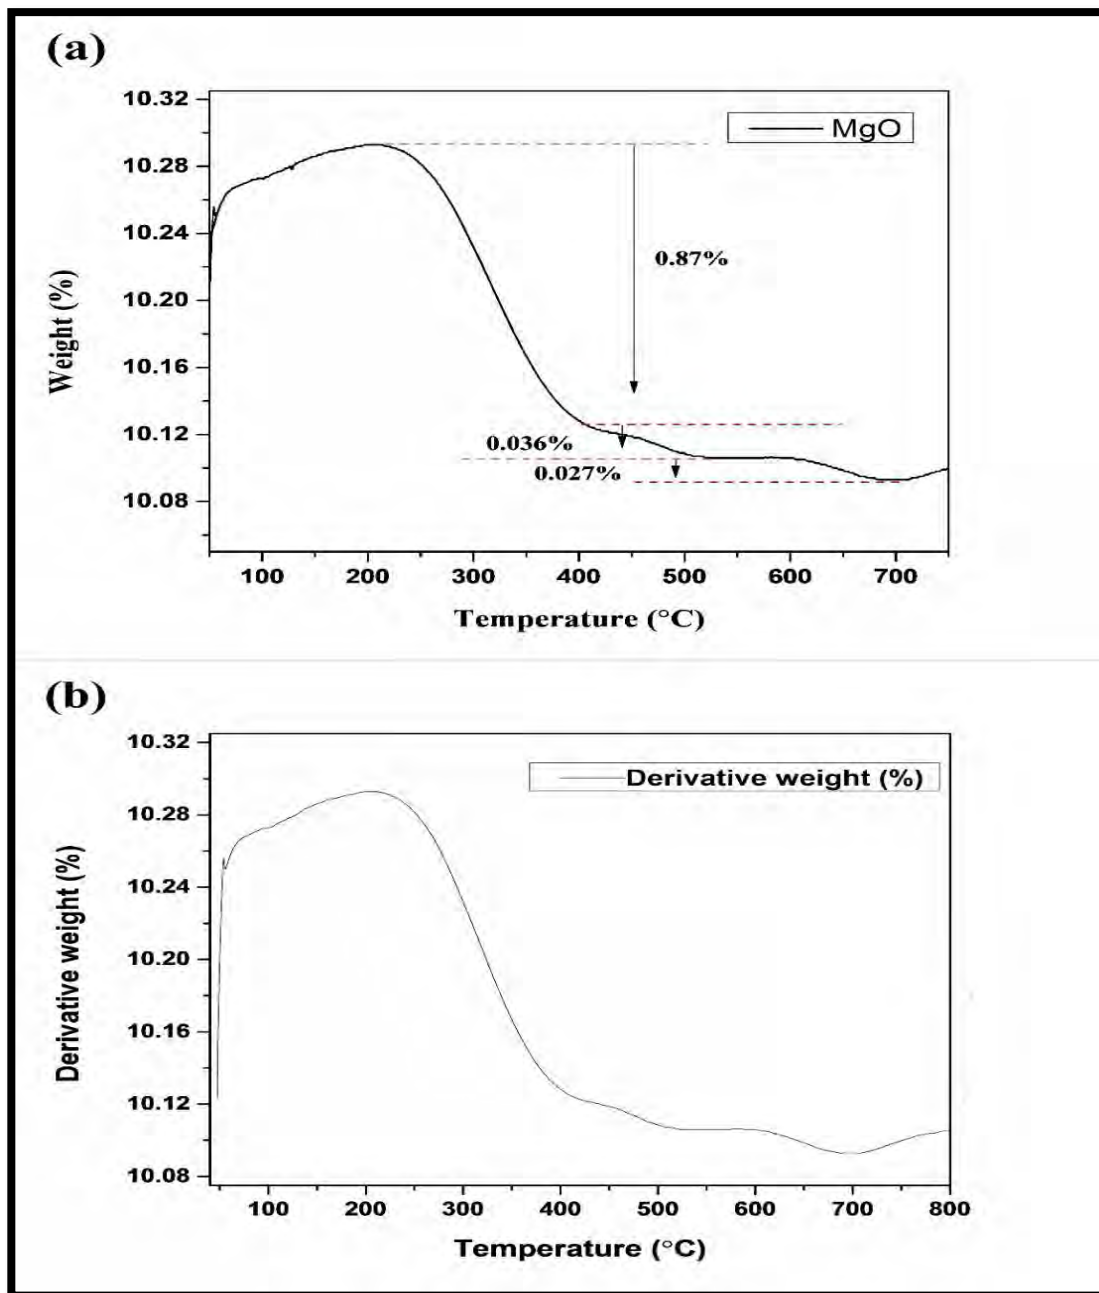 (a)
10.32
10.28
10.24
10.20
10.16
10.12
10.08
Weight (%)
MgO
0.87%
0.036%
0.027%
100 200 300 400 500 600 700
Temperature (°C)
(b)
10.32
10.28
10.24
10.20
10.16
10.12
10.08
Derivative weight (%)
Derivative weight (%)
100 200 300 400 500 600 700 800
Temperature (°C)